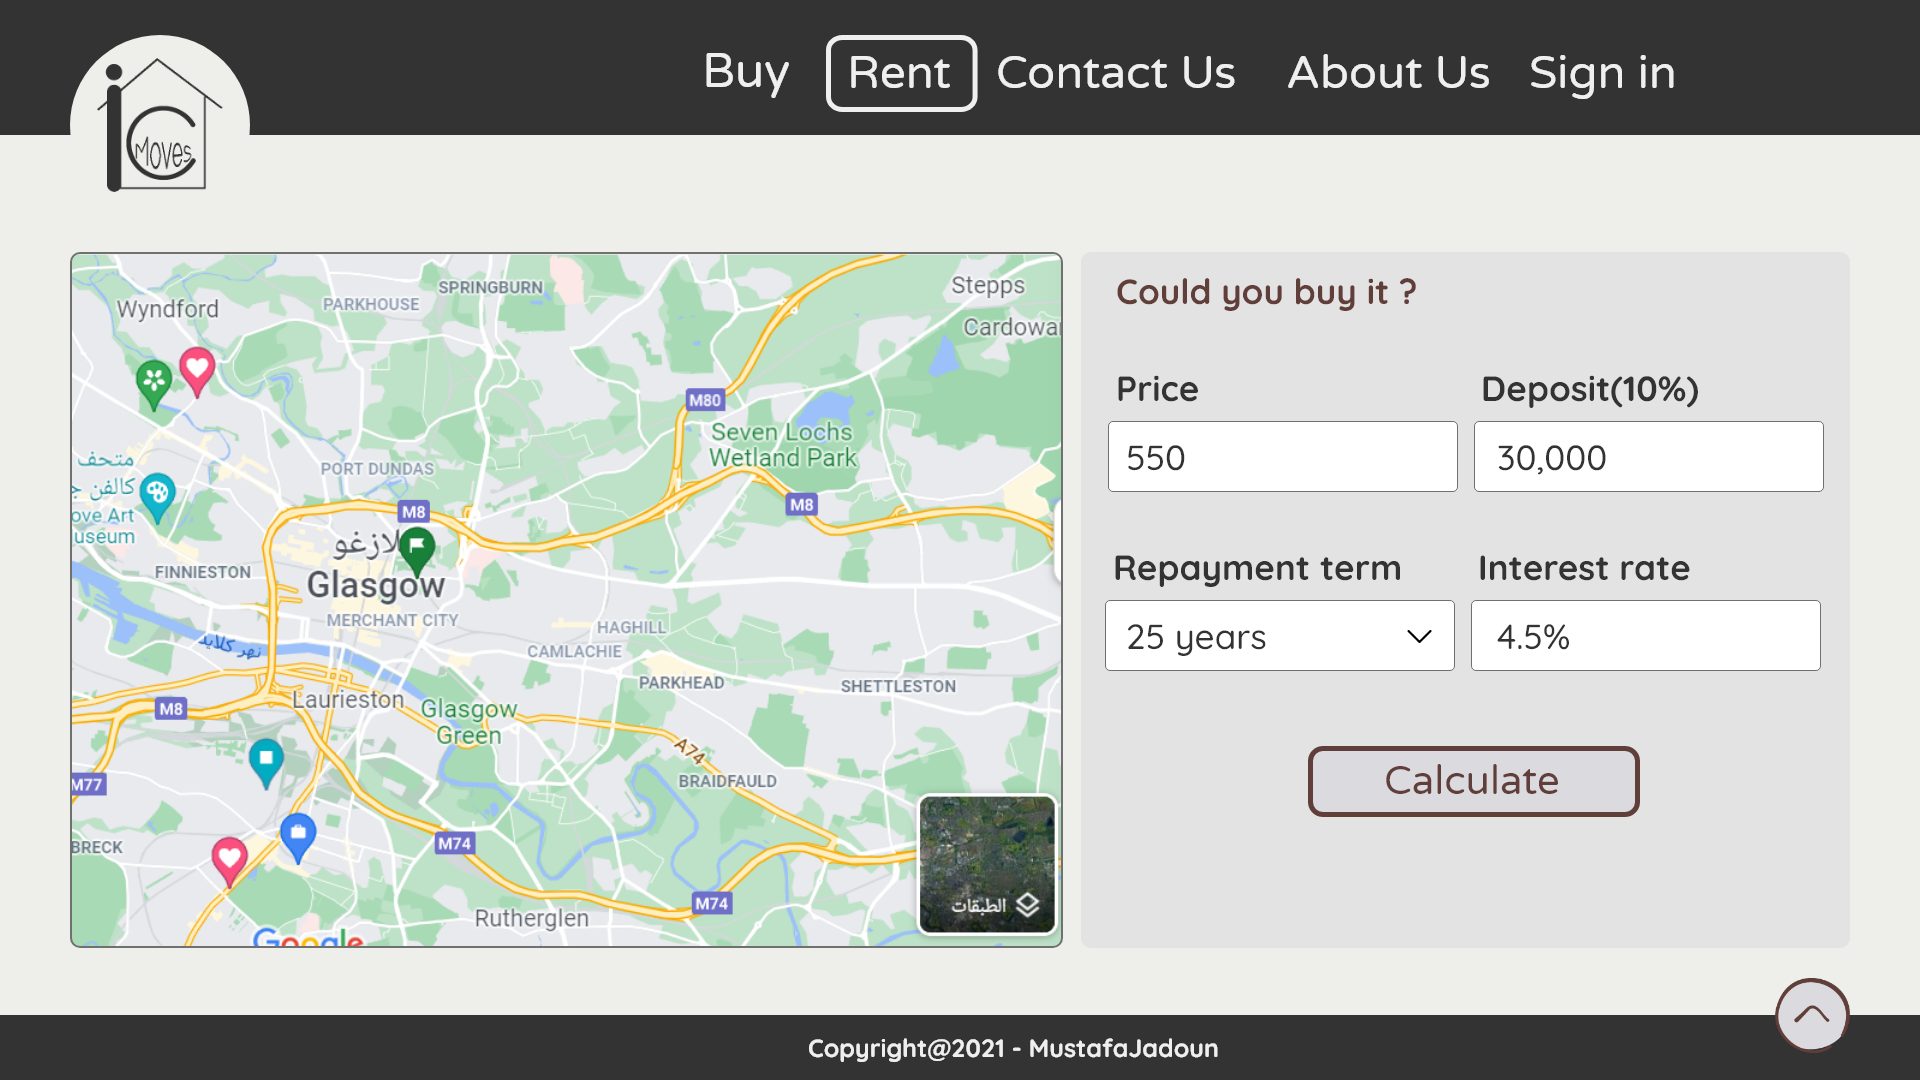 Buy
Rent
Contact Us
About Us
Sign in
Moves
SPRINGBURN
Stepps
PARKHOUSE
Wyndford
M80
Seven Lochs
Wetland Park
متحف
PORT DUNDAS
كالفن
ove Art
M8
M8
useum
لازغو
FINNIESTON
Glasgow
MERCHANT CITY
HAGHILL
نهر كلايد
CAMLACHIE
PARKHEAD
SHETTLESTON
Laurieston
M8
Glasgow
Green
A74
M77
BRAIDFAULD
M74
BRECK
M74
الطبقات
Rutherglen
Google
Could you buy it ?
Price
Deposit(10%)
550
30,000
Repayment term
Interest rate
25 years
4.5%
Calculate
Copyright@2021 - MustafaJadoun